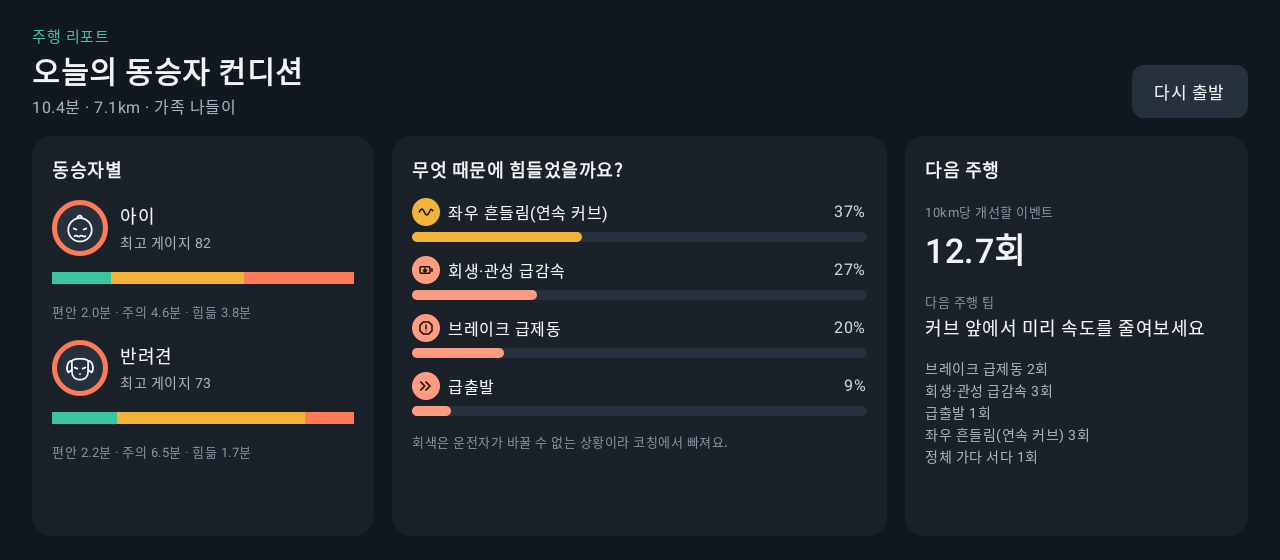 주행 리포트
오늘의 동승자 컨디션
10.4분 · 7.1km · 가족 나들이
다시 출발
동승자별
아이
최고 게이지 82
편안 2.0분 · 주의 4.6분 · 힘듦 3.8분
반려견
최고 게이지 73
편안 2.2분 · 주의 6.5분 · 힘듦 1.7분
무엇 때문에 힘들었을까요?
좌우 흔들림(연속 커브) 37%
회생·관성 급감속 27%
브레이크 급제동 20%
급출발 9%
회색은 운전자가 바꿀 수 없는 상황이라 코칭에서 빠져요.
다음 주행
10km당 개선할 이벤트
12.7회
다음 주행 팁
커브 앞에서 미리 속도를 줄여보세요
브레이크 급제동 2회
회생·관성 급감속 3회
급출발 1회
좌우 흔들림(연속 커브) 3회
정체 가다 서다 1회